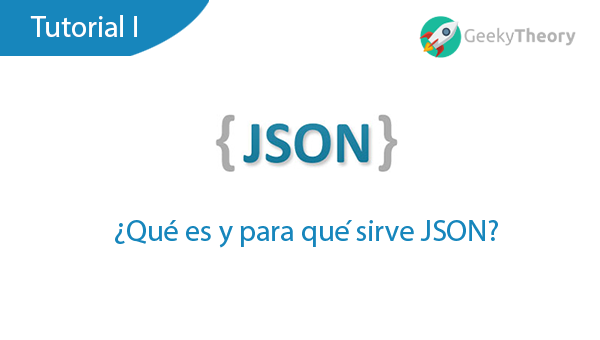 Tutorial I
GeekyTheory
{JSON}
¿Qué es y para qué sirve JSON?